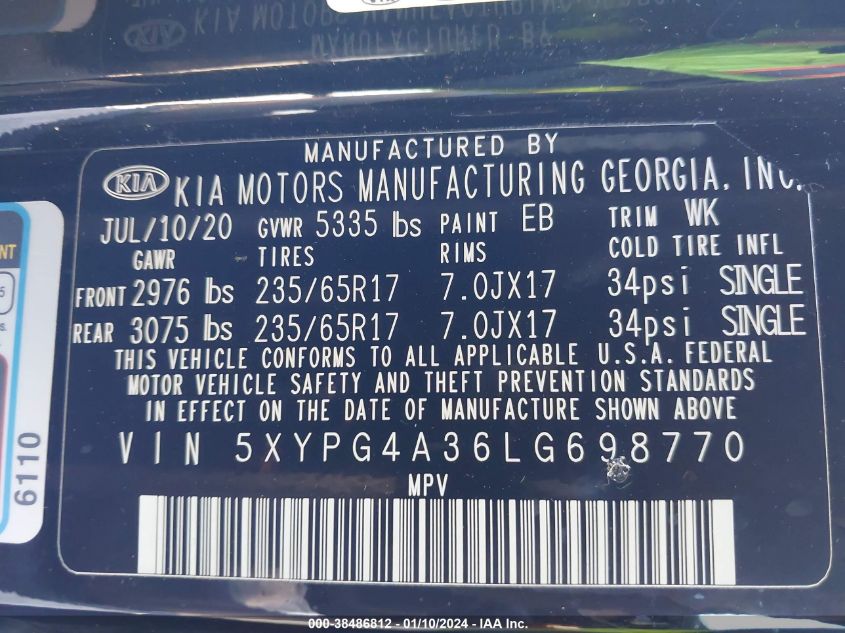 MANUFACTURED BY
KIA KIA MOTORS MANUFACTURING GEORGIA, INC.
JUL/10/20 GVWR 5335 lbs PAINT EB TRIM WK
GAWR TIRES RIMS COLD TIRE INFL
FRONT 2976 lbs 235/65R17 7.0JX17 34psi SINGLE
REAR 3075 lbs 235/65R17 7.0JX17 34psi SINGLE
THIS VEHICLE CONFORMS TO ALL APPLICABLE U.S.A. FEDERAL
MOTOR VEHICLE SAFETY AND THEFT PREVENTION STANDARDS
IN EFFECT ON THE DATE OF MANUFACTURE SHOWN ABOVE
VIN 5XYPG4A36LG698770
MPV
6110
000-38486812 - 01/10/2024 - IAA Inc.